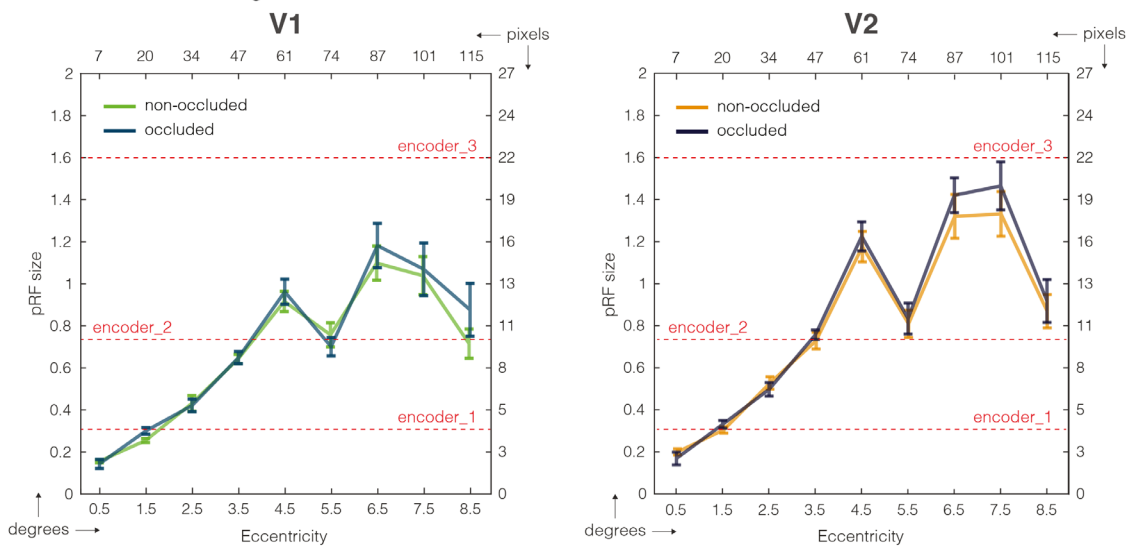 V1
pixels
7 20 34 47 61 74 87 101 115
2 27
non-occluded
1.8 24
occluded
encoder_3
1.6 22
1.4 19
1.2 16
pRF size
1 13
0.8 11
encoder_2
0.6 8
encoder_1
0.4 5
0.2 3
0 0
0.5 1.5 2.5 3.5 4.5 5.5 6.5 7.5 8.5
degrees
Eccentricity
V2
pixels
7 20 34 47 61 74 87 101 115
2 27
non-occluded
1.8 24
occluded
encoder_3
1.6 22
1.4 19
1.2 16
pRF size
1 13
0.8 11
encoder_2
0.6 8
encoder_1
0.4 5
0.2 3
0 0
0.5 1.5 2.5 3.5 4.5 5.5 6.5 7.5 8.5
degrees
Eccentricity